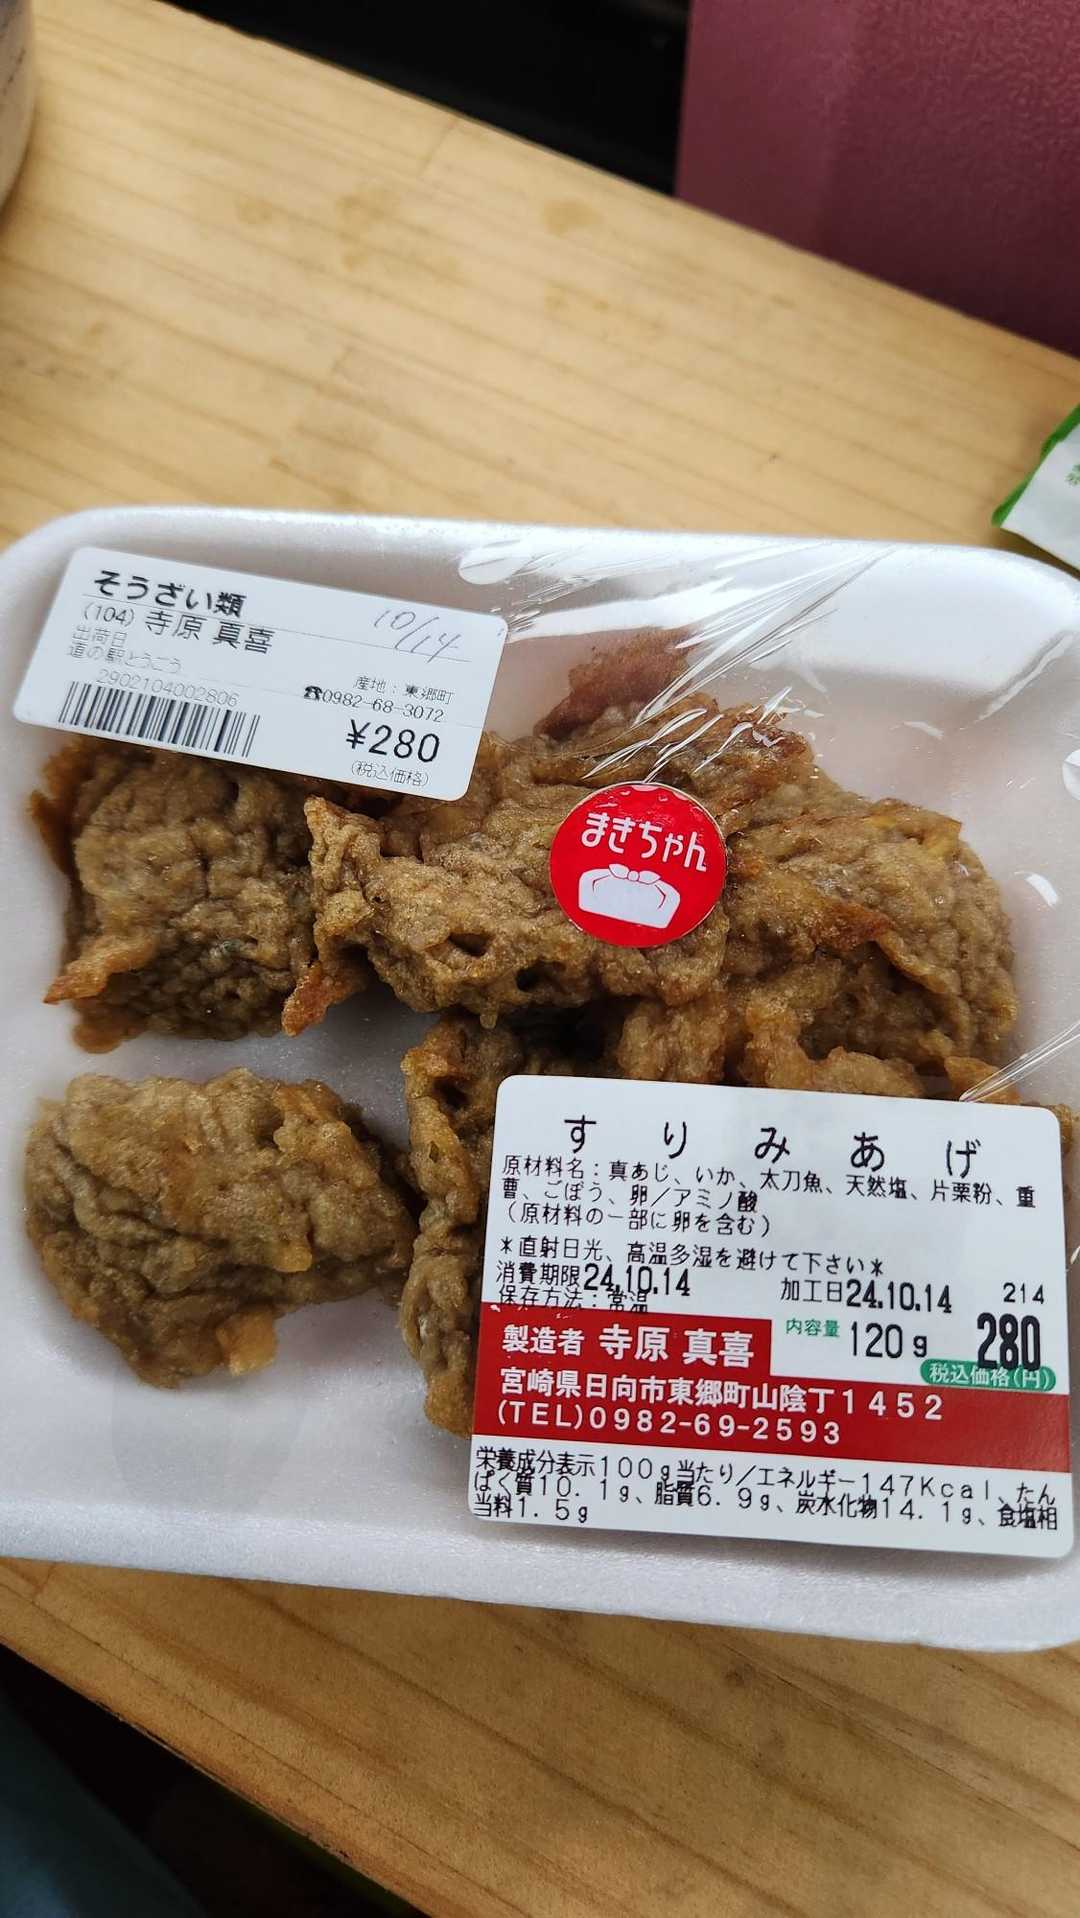 そうざい類
(104) 寺原 真喜
10/14
出荷日
道の駅とうごう
2902104002806
産地：東郷町
☎0982-68-3072
¥280
(税込価格)
まきちゃん
すりみあげ
原材料名：真あじ、いか、太刀魚、天然塩、片栗粉、重
曹、ごぼう、卵／アミノ酸
(原材料の一部に卵を含む)
＊直射日光、高温多湿を避けて下さい＊
消費期限24.10.14
加工日24.10.14
214
保存方法：常温
内容量 120g
280
税込価格(円)
製造者 寺原 真喜
宮崎県日向市東郷町山陰丁1452
(TEL)0982-69-2593
栄養成分表示100g当たり／エネルギー147Kcal、たん
ぱく質10.1g、脂質6.9g、炭水化物14.1g、食塩相
当料1.5g